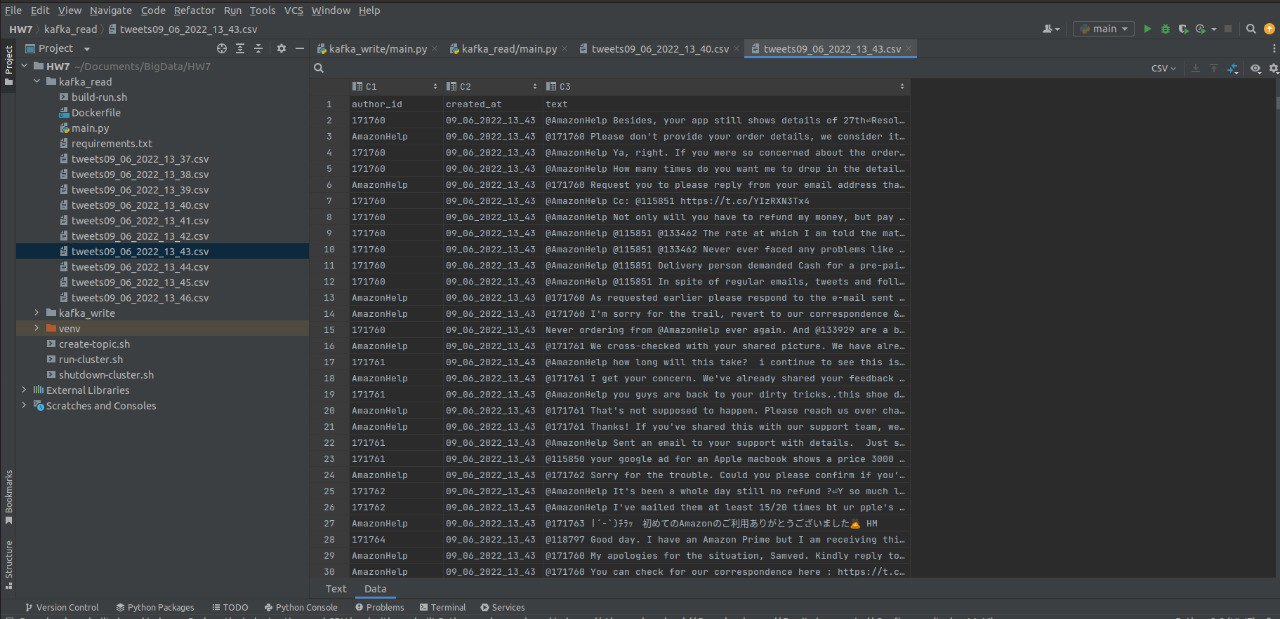 File Edit View Navigate Code Refactor Run Tools VCS Window Help
HW7 kafka_read tweets09_06_2022_13_43.csv main
Project kafka_write/main.py kafka_read/main.py tweets09_06_2022_13_40.csv tweets09_06_2022_13_43.csv
Project
HW7 ~/Documents/BigData/HW7
kafka_read
build-run.sh
Dockerfile
main.py
requirements.txt
tweets09_06_2022_13_37.csv
tweets09_06_2022_13_38.csv
tweets09_06_2022_13_39.csv
tweets09_06_2022_13_40.csv
tweets09_06_2022_13_41.csv
tweets09_06_2022_13_42.csv
tweets09_06_2022_13_43.csv
tweets09_06_2022_13_44.csv
tweets09_06_2022_13_45.csv
tweets09_06_2022_13_46.csv
kafka_write
venv
create-topic.sh
run-cluster.sh
shutdown-cluster.sh
External Libraries
Scratches and Consoles
Bookmarks
Structure
CSV
C1 C2 C3
1 author_id created_at text
2 171760 09_06_2022_13_43 @AmazonHelp Besides, your app still shows details of 27th⏎Resol…
3 AmazonHelp 09_06_2022_13_43 @171760 Please don't provide your order details, we consider it…
4 171760 09_06_2022_13_43 @AmazonHelp Ya, right. If you were so concerned about the order…
5 171760 09_06_2022_13_43 @AmazonHelp How many times do you want me to drop in the detail…
6 AmazonHelp 09_06_2022_13_43 @171760 Request you to please reply from your email address tha…
7 171760 09_06_2022_13_43 @AmazonHelp Cc: @115851 https://t.co/YIzRXN3Tx4
8 171760 09_06_2022_13_43 @AmazonHelp Not only will you have to refund my money, but pay …
9 171760 09_06_2022_13_43 @AmazonHelp @115851 @133462 The rate at which I am told the mat…
10 171760 09_06_2022_13_43 @AmazonHelp @115851 @133462 Never ever faced any problems like …
11 171760 09_06_2022_13_43 @AmazonHelp @115851 Delivery person demanded Cash for a pre-pai…
12 171760 09_06_2022_13_43 @AmazonHelp @115851 In spite of regular emails, tweets and foll…
13 AmazonHelp 09_06_2022_13_43 @171760 As requested earlier please respond to the e-mail sent …
14 AmazonHelp 09_06_2022_13_43 @171760 I'm sorry for the trail, revert to our correspondence &…
15 171760 09_06_2022_13_43 Never ordering from @AmazonHelp ever again. And @133929 are a b…
16 AmazonHelp 09_06_2022_13_43 @171761 We cross-checked with your shared picture. We have alre…
17 171761 09_06_2022_13_43 @AmazonHelp how long will this take?  i continue to see this is…
18 AmazonHelp 09_06_2022_13_43 @171761 I get your concern. We've already shared your feedback …
19 171761 09_06_2022_13_43 @AmazonHelp you guys are back to your dirty tricks..this shoe d…
20 AmazonHelp 09_06_2022_13_43 @171761 That's not supposed to happen. Please reach us over cha…
21 AmazonHelp 09_06_2022_13_43 @171761 Thanks! If you've shared this with our support team, we…
22 171761 09_06_2022_13_43 @AmazonHelp Sent an email to your support with details.  Just s…
23 171761 09_06_2022_13_43 @115850 your google ad for an Apple macbook shows a price 3000 …
24 AmazonHelp 09_06_2022_13_43 @171762 Sorry for the trouble. Could you please confirm if you'…
25 171762 09_06_2022_13_43 @AmazonHelp It's been a whole day still no refund ?⏎Y so much l…
26 171762 09_06_2022_13_43 @AmazonHelp I've mailed them at least 15/20 times bt ur pple's …
27 AmazonHelp 09_06_2022_13_43 @171763 |´-`)ﾁﾗｯ 初めてのAmazonのご利用ありがとうございました🙇 HM
28 171764 09_06_2022_13_43 @118797 Good day. I have an Amazon Prime but I am receiving thi…
29 AmazonHelp 09_06_2022_13_43 @171760 My apologies for the situation, Samved. Kindly reply to…
30 AmazonHelp 09_06_2022_13_43 @171760 You can check for our correspondence here : https://t.c…
Text Data
Version Control Python Packages TODO Python Console Problems Terminal Services